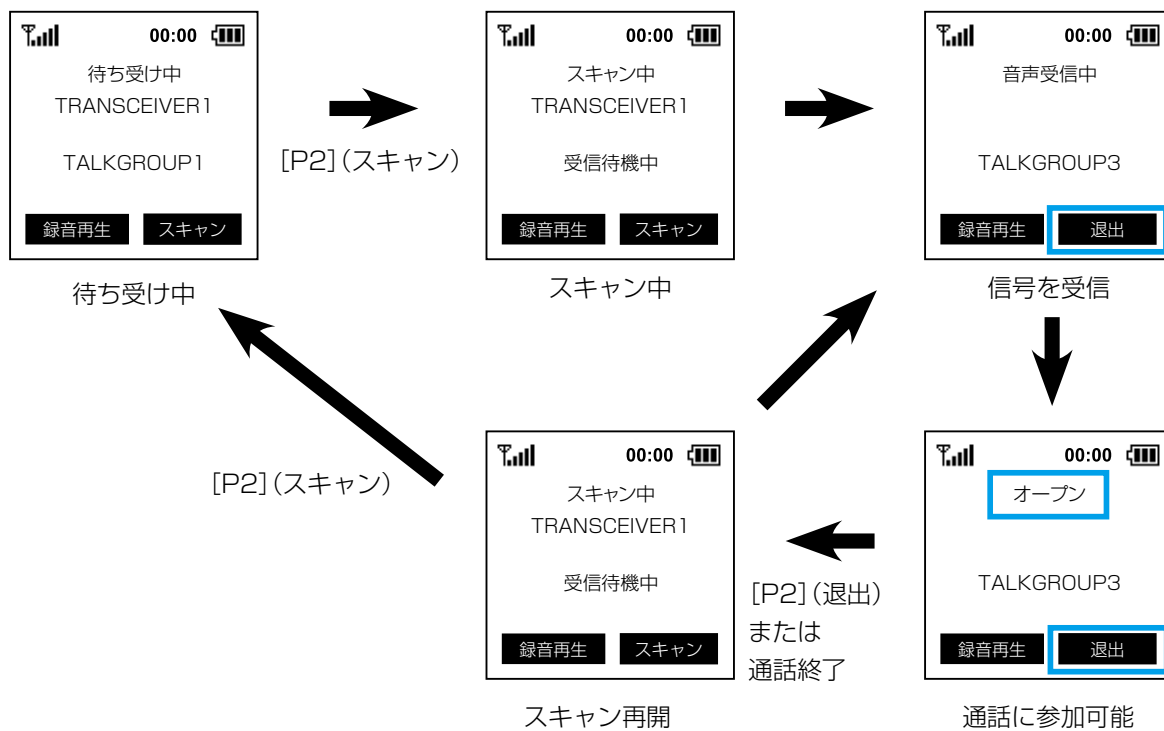 00:00
待ち受け中
TRANSCEIVER1
TALKGROUP1
録音再生 スキャン
待ち受け中
[P2](スキャン)
00:00
スキャン中
TRANSCEIVER1
受信待機中
録音再生 スキャン
スキャン中
00:00
音声受信中
TALKGROUP3
録音再生 退出
信号を受信
00:00
オープン
TALKGROUP3
録音再生 退出
通話に参加可能
[P2](退出)
または
通話終了
00:00
スキャン中
TRANSCEIVER1
受信待機中
録音再生 スキャン
スキャン再開
[P2](スキャン)